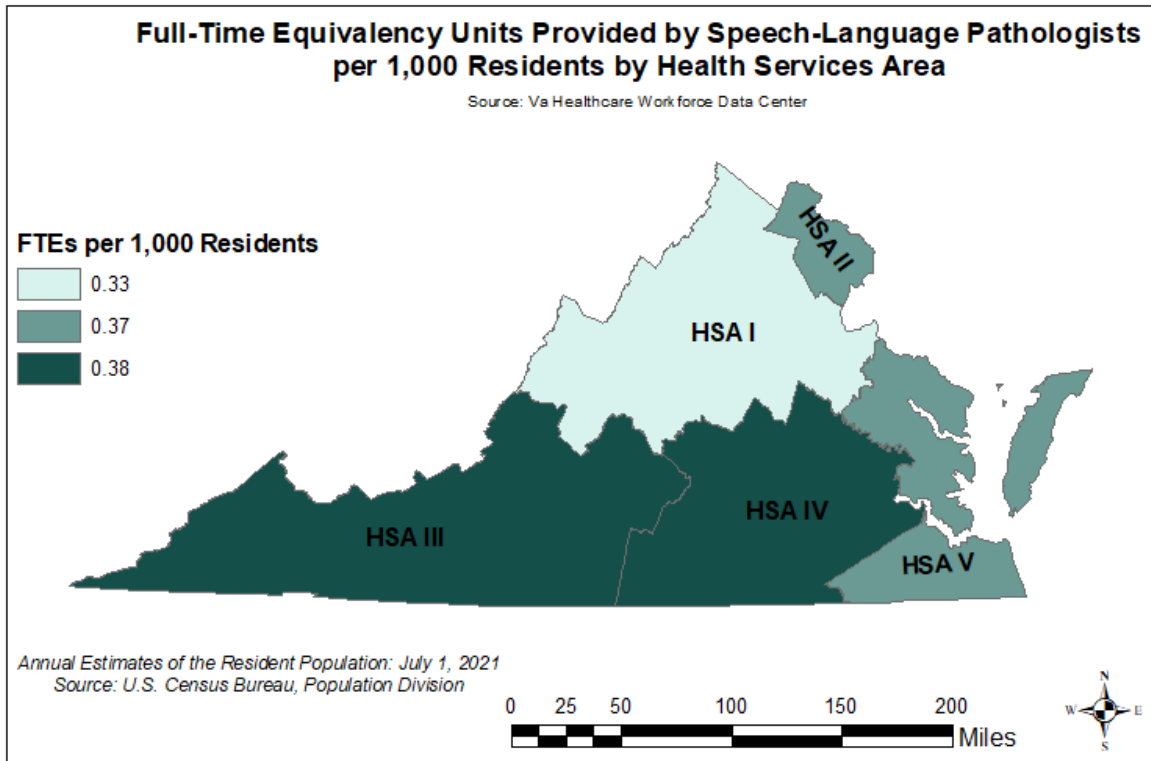 Full-Time Equivalency Units Provided by Speech-Language Pathologists
per 1,000 Residents by Health Services Area
Source: Va Healthcare Workforce Data Center
FTEs per 1,000 Residents
0.33
0.37
0.38
HSA II
HSA I
HSA III
HSA IV
HSA V
Annual Estimates of the Resident Population: July 1, 2021
Source: U.S. Census Bureau, Population Division
0 25 50 100 150 200
Miles
N
W E
S